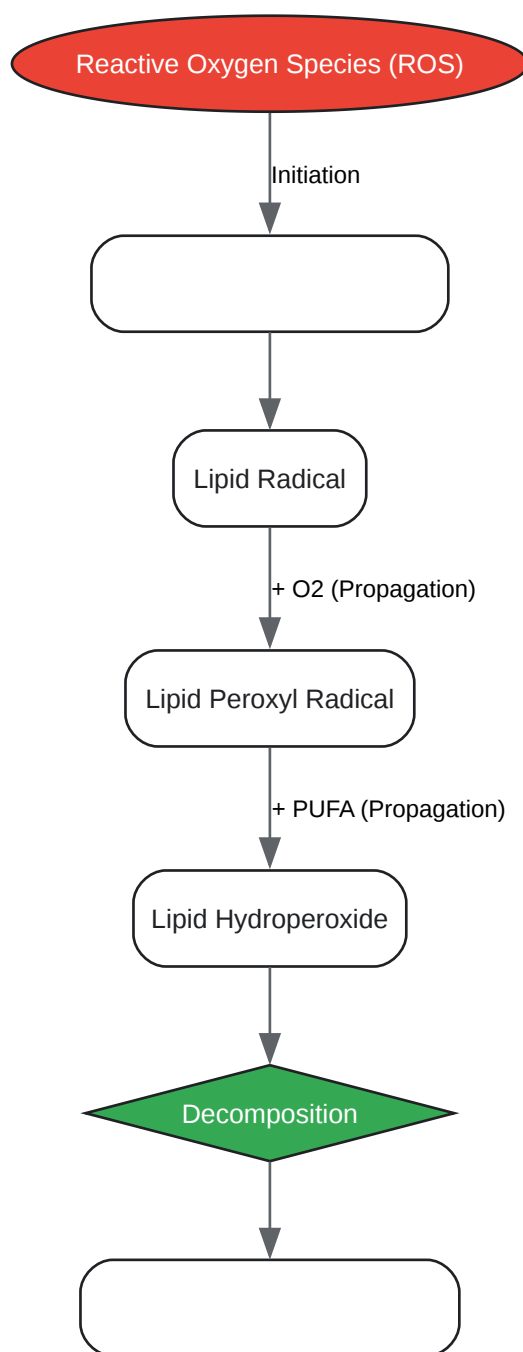 Reactive Oxygen Species (ROS)
Initiation
Lipid Radical
+ O2 (Propagation)
Lipid Peroxyl Radical
+ PUFA (Propagation)
Lipid Hydroperoxide
Decomposition